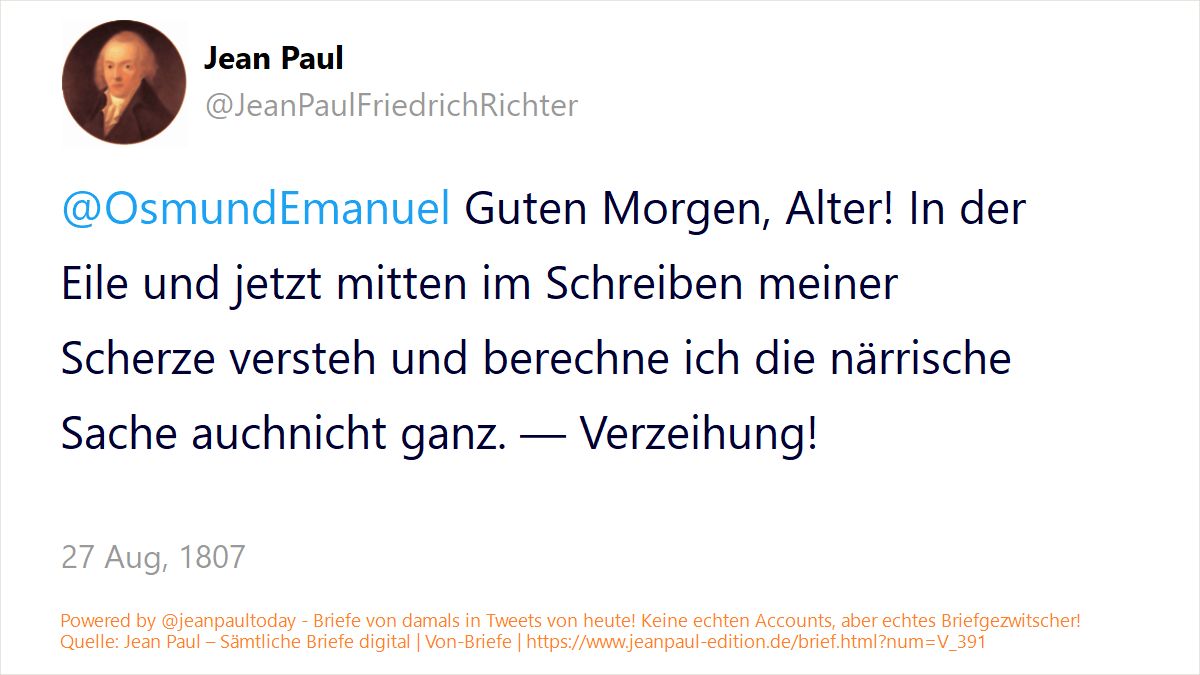 Jean Paul
@JeanPaulFriedrichRichter
@OsmundEmanuel Guten Morgen, Alter! In der
Eile und jetzt mitten im Schreiben meiner
Scherze versteh und berechne ich die närrische
Sache auchnicht ganz. — Verzeihung!
27 Aug, 1807
Powered by @jeanpaultoday - Briefe von damals in Tweets von heute! Keine echten Accounts, aber echtes Briefgezwitscher!
Quelle: Jean Paul – Sämtliche Briefe digital | Von-Briefe | https://www.jeanpaul-edition.de/brief.html?num=V_391